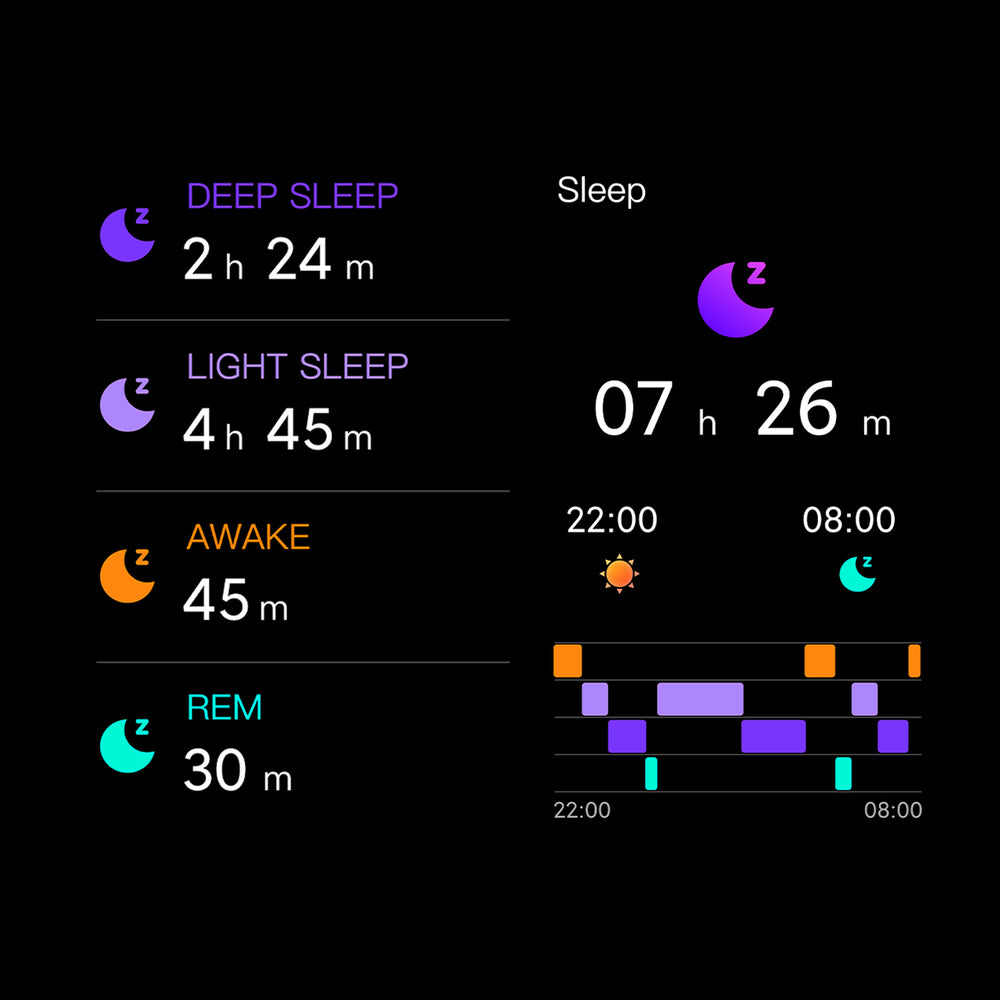 DEEP SLEEP
2 h 24 m
LIGHT SLEEP
4 h 45 m
AWAKE
45 m
REM
30 m
Sleep
07 h 26 m
22:00 08:00
22:00 08:00